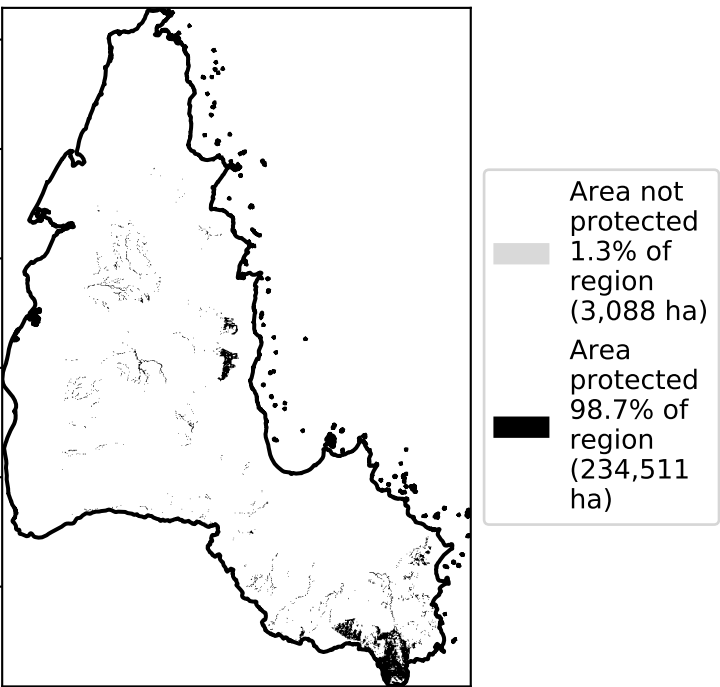 Area not
protected
1.3% of
region
(3,088 ha)
Area
protected
98.7% of
region
(234,511
ha)